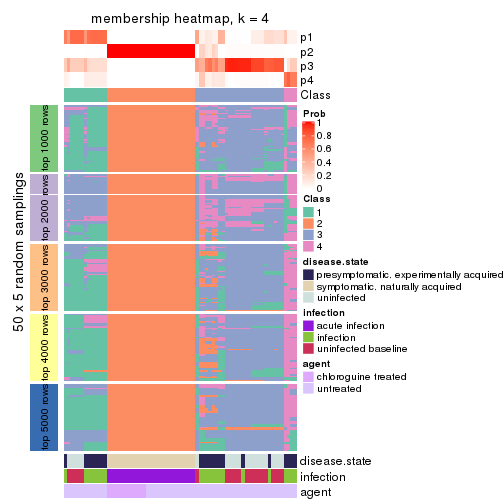 membership heatmap, k = 4
p1
p2
p3
p4
Class
50 x 5 random samplings
top 1000 rows
top 2000 rows
top 3000 rows
top 4000 rows
top 5000 rows
Prob
1
0.8
0.6
0.4
0.2
0
Class
1
2
3
4
disease.state
presymptomatic. experimentally acquired
symptomatic. naturally acquired
uninfected
infection
acute infection
infection
uninfected baseline
agent
chloroguine treated
untreated
disease.state
infection
agent